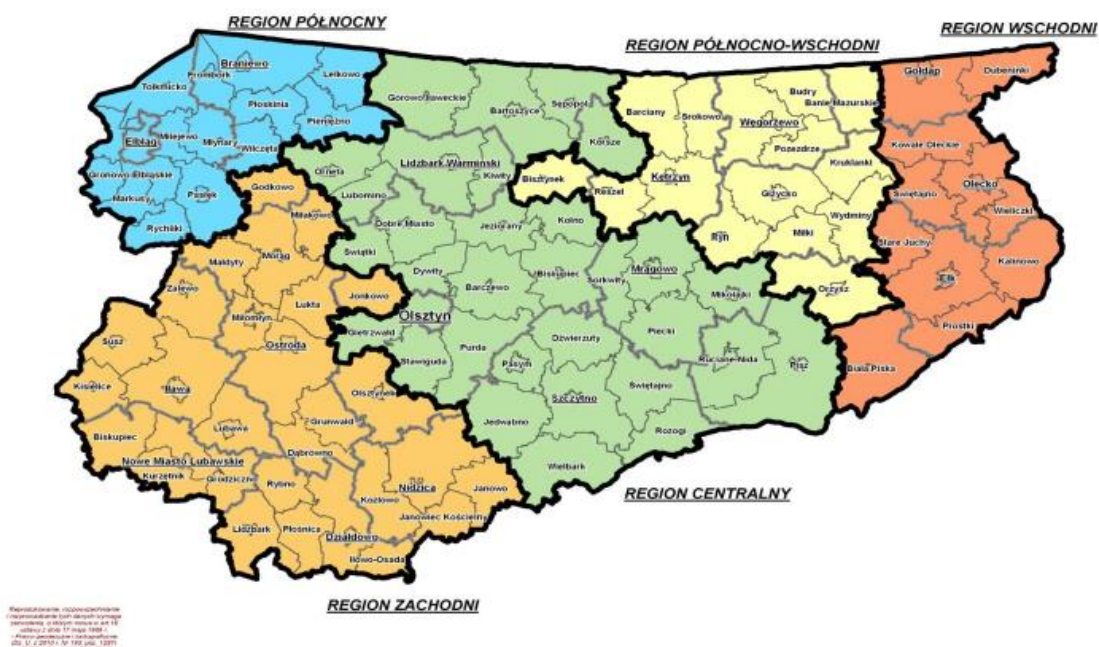 REGION PÓŁNOCNY
REGION PÓŁNOCNO-WSCHODNI
REGION WSCHODNI
Braniewo
Frombork
Lelkowo
Tolkmicko
Płoskinia
Pieniężno
Elbląg
Milejewo
Młynary
Wilczęta
Gronowo Elbląskie
Markusy
Pasłęk
Rychliki
Górowo Iławeckie
Bartoszyce
Sępopol
Korsze
Lidzbark Warmiński
Orneta
Kiwity
Lubomino
Bisztynek
Reszel
Barciany
Srokowo
Kętrzyn
Budry
Banie Mazurskie
Węgorzewo
Pozezdrze
Kruklanki
Giżycko
Wydminy
Ryn
Miłki
Orzysz
Gołdap
Dubeninki
Kowale Oleckie
Olecko
Świętajno
Wieliczki
Stare Juchy
Kalinowo
Ełk
Prostki
Biała Piska
Godkowo
Miłakowo
Dobre Miasto
Jeziorany
Kolno
Świątki
Małdyty
Morąg
Dywity
Biskupiec
Sorkwity
Mrągowo
Zalewo
Łukta
Jonkowo
Barczewo
Mikołajki
Miłomłyn
Olsztyn
Gietrzwałd
Piecki
Susz
Ostróda
Stawiguda
Purda
Dźwierzuty
Pasym
Ruciane-Nida
Pisz
Kisielice
Iława
Olsztynek
Szczytno
Świętajno
Biskupiec
Lubawa
Grunwald
Jedwabno
Rozogi
Dąbrówno
Nowe Miasto Lubawskie
Kurzętnik
Grodziczno
Rybno
Nidzica
Janowo
Wielbark
Kozłowo
Janowiec Kościelny
Lidzbark
Płośnica
Działdowo
Iłowo-Osada
REGION CENTRALNY
REGION ZACHODNI